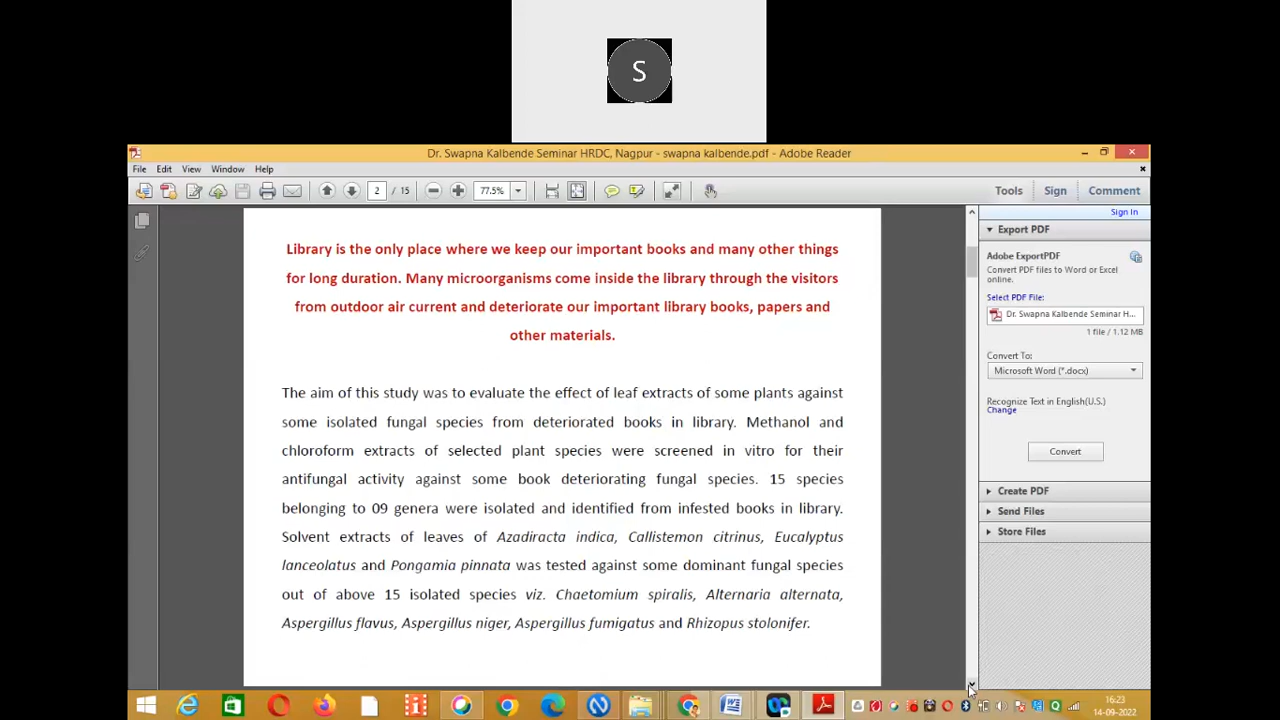 S
Dr. Swapna Kalbende Seminar HRDC, Nagpur - swapna kalbende.pdf - Adobe Reader
File Edit View Window Help
2 / 15 77.5% Tools Sign Comment
Sign In
Library is the only place where we keep our important books and many other things
for long duration. Many microorganisms come inside the library through the visitors
from outdoor air current and deteriorate our important library books, papers and
other materials.
The aim of this study was to evaluate the effect of leaf extracts of some plants against
some isolated fungal species from deteriorated books in library. Methanol and
chloroform extracts of selected plant species were screened in vitro for their
antifungal activity against some book deteriorating fungal species. 15 species
belonging to 09 genera were isolated and identified from infested books in library.
Solvent extracts of leaves of Azadiracta indica, Callistemon citrinus, Eucalyptus
lanceolatus and Pongamia pinnata was tested against some dominant fungal species
out of above 15 isolated species viz. Chaetomium spiralis, Alternaria alternata,
Aspergillus flavus, Aspergillus niger, Aspergillus fumigatus and Rhizopus stolonifer.
Export PDF
Adobe ExportPDF
Convert PDF files to Word or Excel
online.
Select PDF File:
Dr. Swapna Kalbende Seminar H...
1 file / 1.12 MB
Convert To:
Microsoft Word (*.docx)
Recognize Text in English(U.S.)
Change
Convert
Create PDF
Send Files
Store Files
16:23
14-09-2022